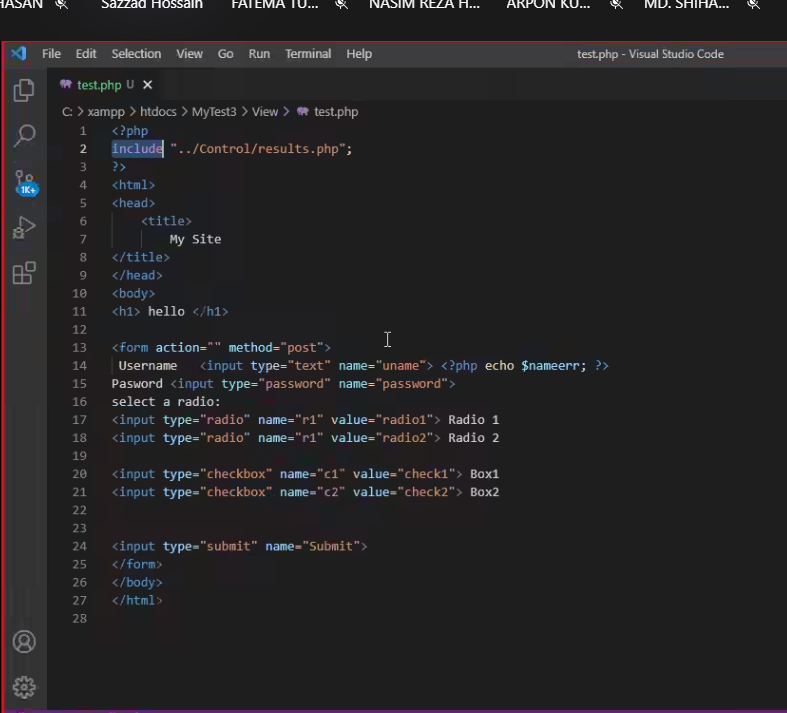 HASAN Sazzad Hossain FATEMA TU... NASIM REZA H... ARPON KU... MD. SHIHA...
File Edit Selection View Go Run Terminal Help test.php - Visual Studio Code
test.php U
C: > xampp > htdocs > MyTest3 > View > test.php
1 <?php
2 include "../Control/results.php";
3 ?>
4 <html>
5 <head>
6 <title>
7 My Site
8 </title>
9 </head>
10 <body>
11 <h1> hello </h1>
12
13 <form action="" method="post">
14 Username <input type="text" name="uname"> <?php echo $nameerr; ?>
15 Pasword <input type="password" name="password">
16 select a radio:
17 <input type="radio" name="r1" value="radio1"> Radio 1
18 <input type="radio" name="r1" value="radio2"> Radio 2
19
20 <input type="checkbox" name="c1" value="check1"> Box1
21 <input type="checkbox" name="c2" value="check2"> Box2
22
23
24 <input type="submit" name="Submit">
25 </form>
26 </body>
27 </html>
28
1K+